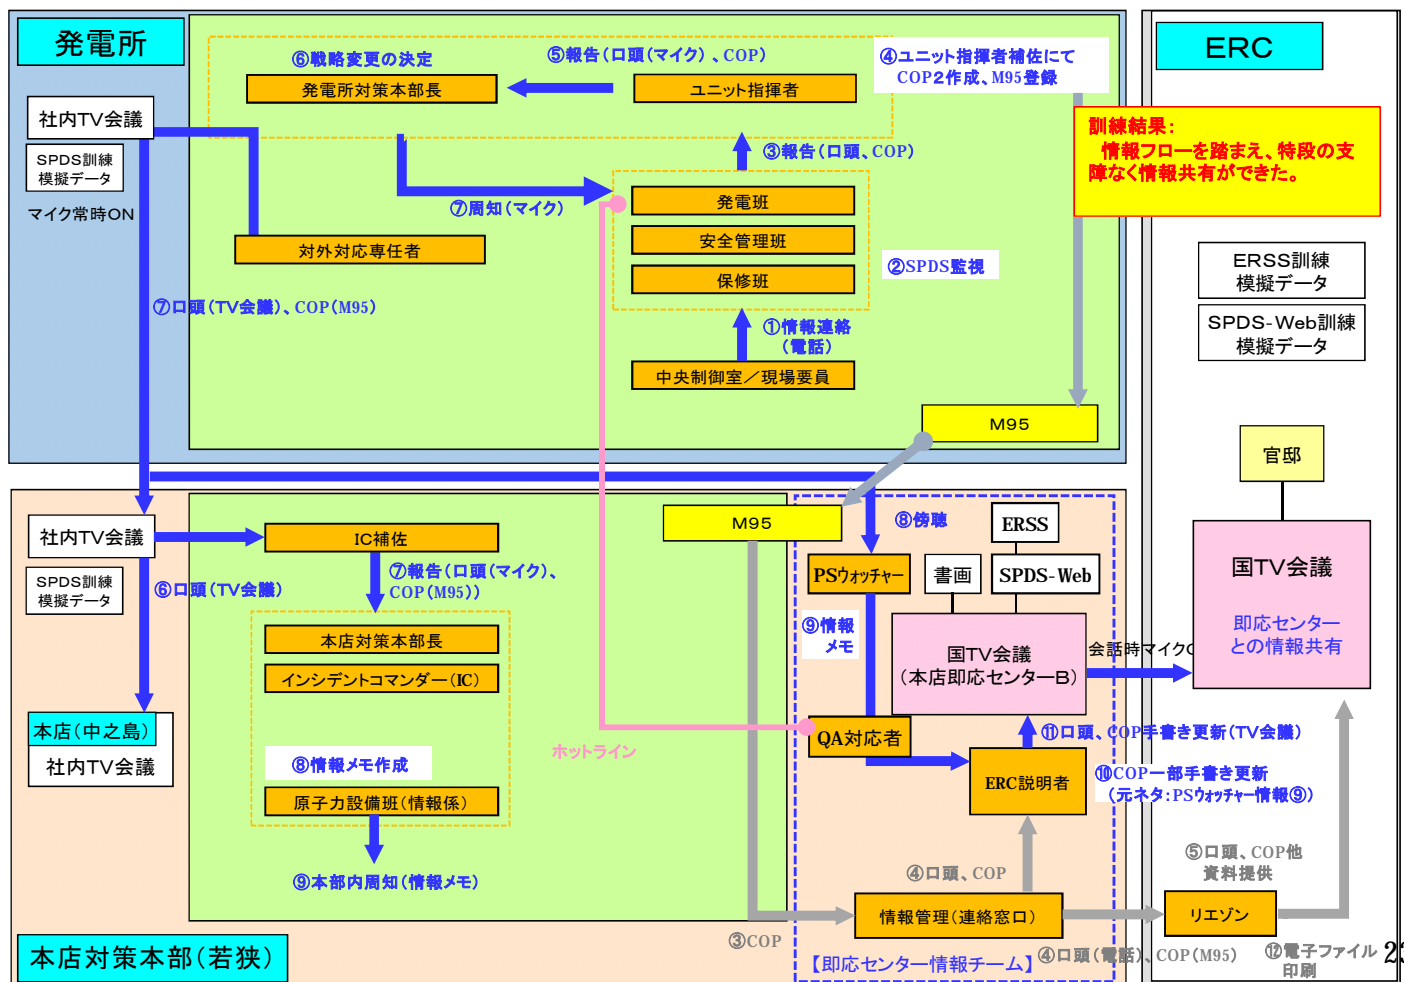 発電所
⑥戦略変更の決定
発電所対策本部長
⑤報告(口頭(マイク)、COP)
ユニット指揮者
④ユニット指揮者補佐にて
COP2作成、M95登録
ERC
社内TV会議
SPDS訓練
模擬データ
マイク常時ON
訓練結果:
情報フローを踏まえ、特段の支
障なく情報共有ができた。
③報告(口頭、COP)
⑦周知(マイク)
発電班
安全管理班
保修班
②SPDS監視
対外対応専任者
⑦口頭(TV会議)、COP(M95)
①情報連絡
(電話)
中央制御室/現場要員
ERSS訓練
模擬データ
SPDS-Web訓練
模擬データ
M95
官邸
社内TV会議
SPDS訓練
模擬データ
⑥口頭(TV会議)
IC補佐
⑦報告(口頭(マイク)、
COP(M95))
M95
⑧傍聴
ERSS
PSウォッチャー
書画
SPDS-Web
国TV会議
即応センター
との情報共有
本店対策本部長
インシデントコマンダー(IC)
⑨情報
メモ
国TV会議
(本店即応センターB)
会話時マイク
本店(中之島)
社内TV会議
⑧情報メモ作成
原子力設備班(情報係)
⑨本部内周知(情報メモ)
ホットライン
QA対応者
⑪口頭、COP手書き更新(TV会議)
ERC説明者
⑩COP一部手書き更新
(元ネタ:PSウォッチャー情報⑨)
④口頭、COP
⑤口頭、COP他
資料提供
情報管理(連絡窓口)
リエゾン
③COP
④口頭(電話)、COP(M95)
⑫電子ファイル
印刷
本店対策本部(若狭)
【即応センター情報チーム】